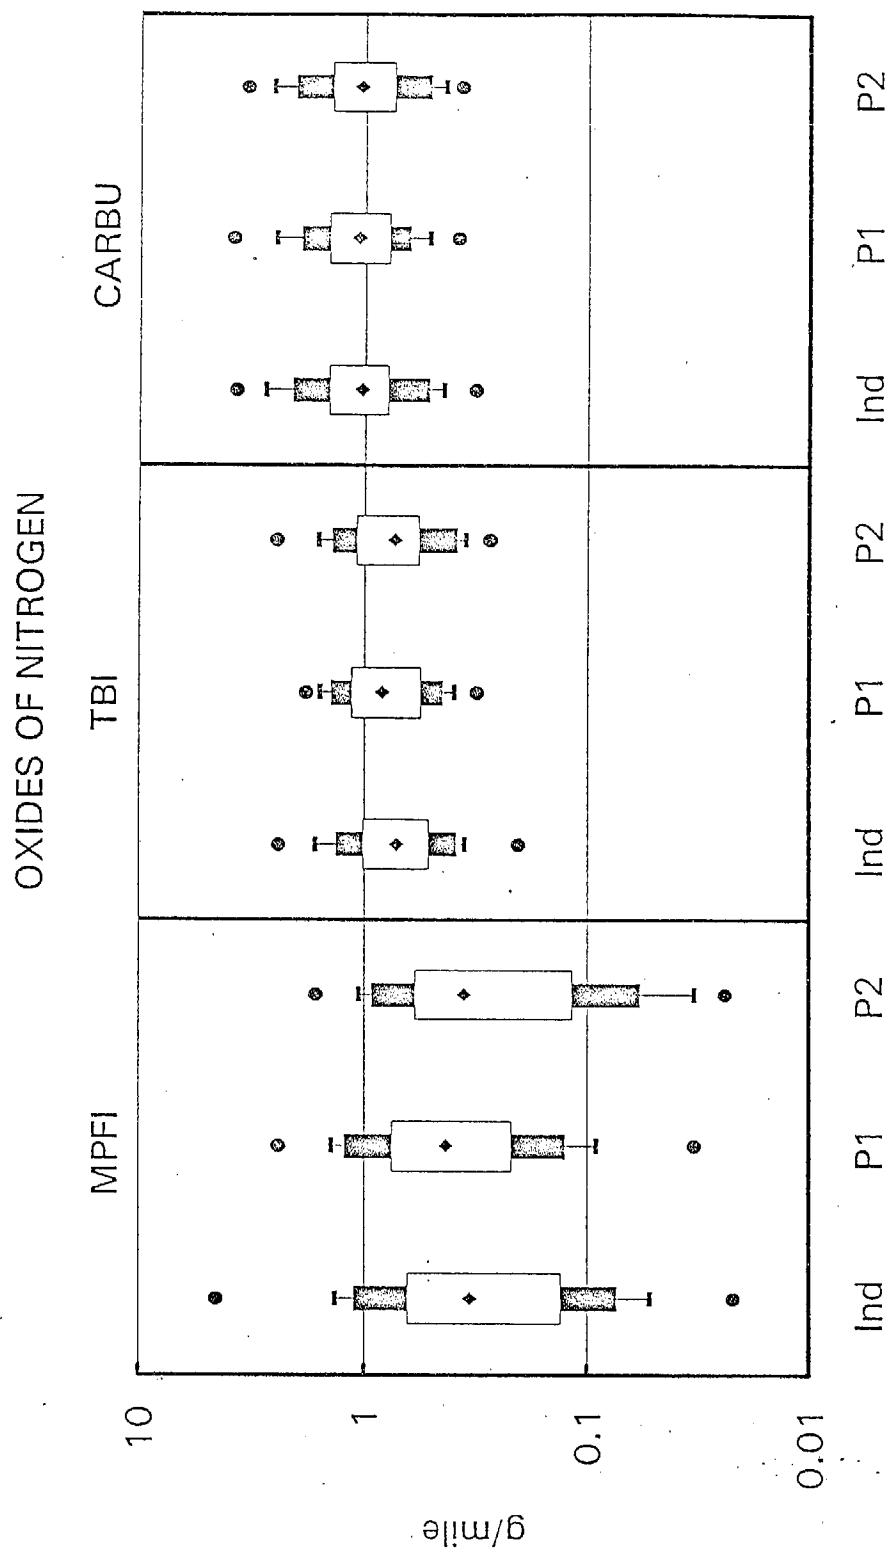 OXIDES OF NITROGEN
MPFI TBI CARBU
g/mile
10
1
0.1
0.01
Ind P1 P2 Ind P1 P2 Ind P1 P2